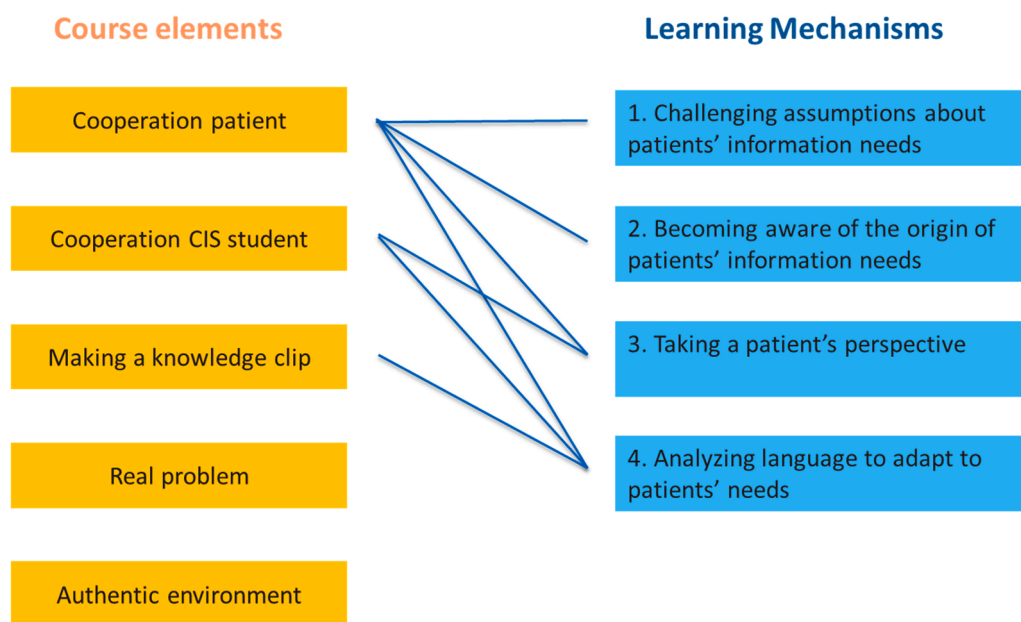 Course elements
Learning Mechanisms
Cooperation patient
Cooperation CIS student
Making a knowledge clip
Real problem
Authentic environment
1. Challenging assumptions about
patients’ information needs
2. Becoming aware of the origin of
patients’ information needs
3. Taking a patient’s perspective
4. Analyzing language to adapt to
patients’ needs